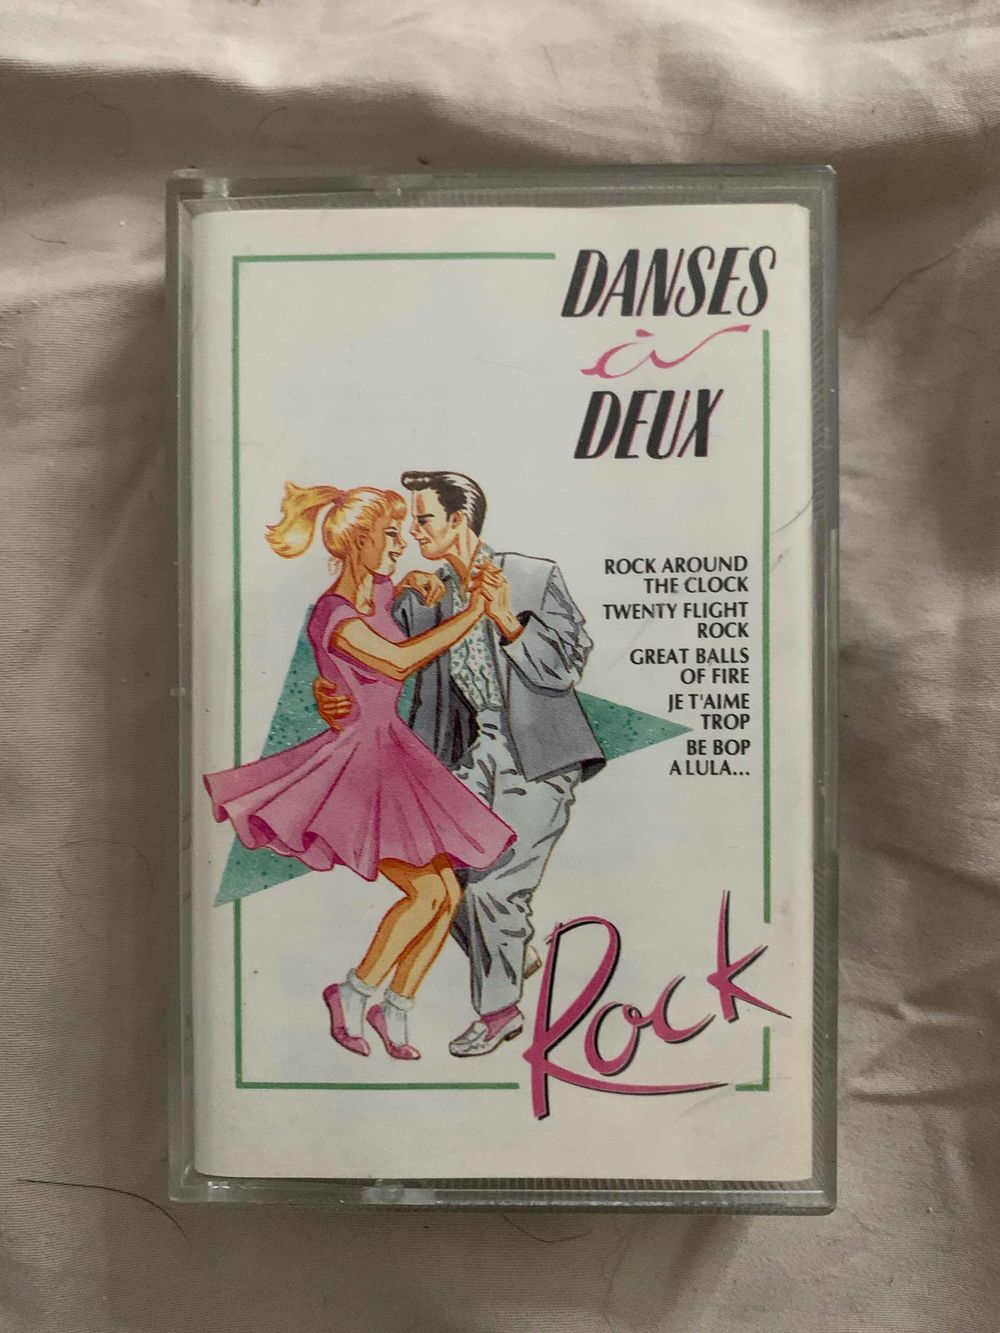 DANSES
à
DEUX
ROCK AROUND
THE CLOCK
TWENTY FLIGHT
ROCK
GREAT BALLS
OF FIRE
JE T'AIME
TROP
BE BOP
A LULA...
Rock